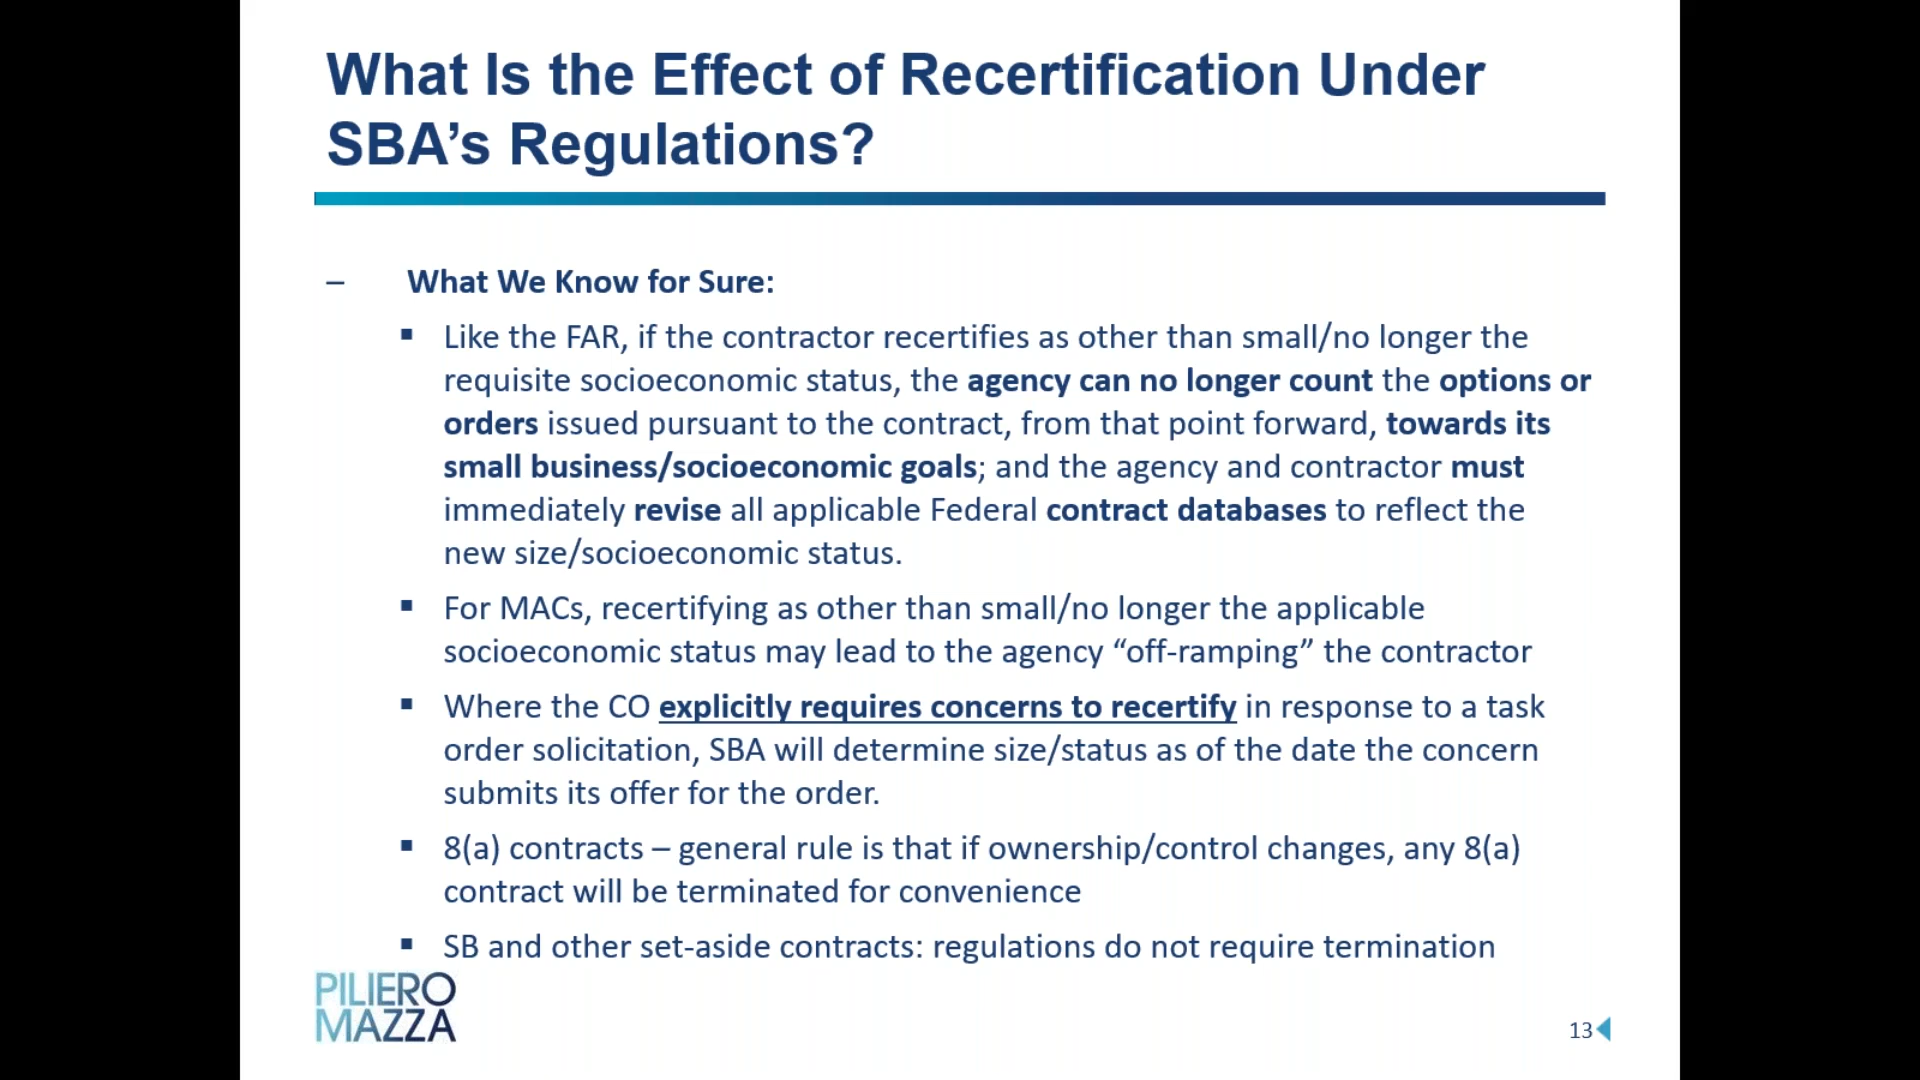 What Is the Effect of Recertification Under
SBA’s Regulations?
– What We Know for Sure:
▪ Like the FAR, if the contractor recertifies as other than small/no longer the
requisite socioeconomic status, the agency can no longer count the options or
orders issued pursuant to the contract, from that point forward, towards its
small business/socioeconomic goals; and the agency and contractor must
immediately revise all applicable Federal contract databases to reflect the
new size/socioeconomic status.
▪ For MACs, recertifying as other than small/no longer the applicable
socioeconomic status may lead to the agency “off-ramping” the contractor
▪ Where the CO explicitly requires concerns to recertify in response to a task
order solicitation, SBA will determine size/status as of the date the concern
submits its offer for the order.
▪ 8(a) contracts – general rule is that if ownership/control changes, any 8(a)
contract will be terminated for convenience
▪ SB and other set-aside contracts: regulations do not require termination
PILIERO
MAZZA
13